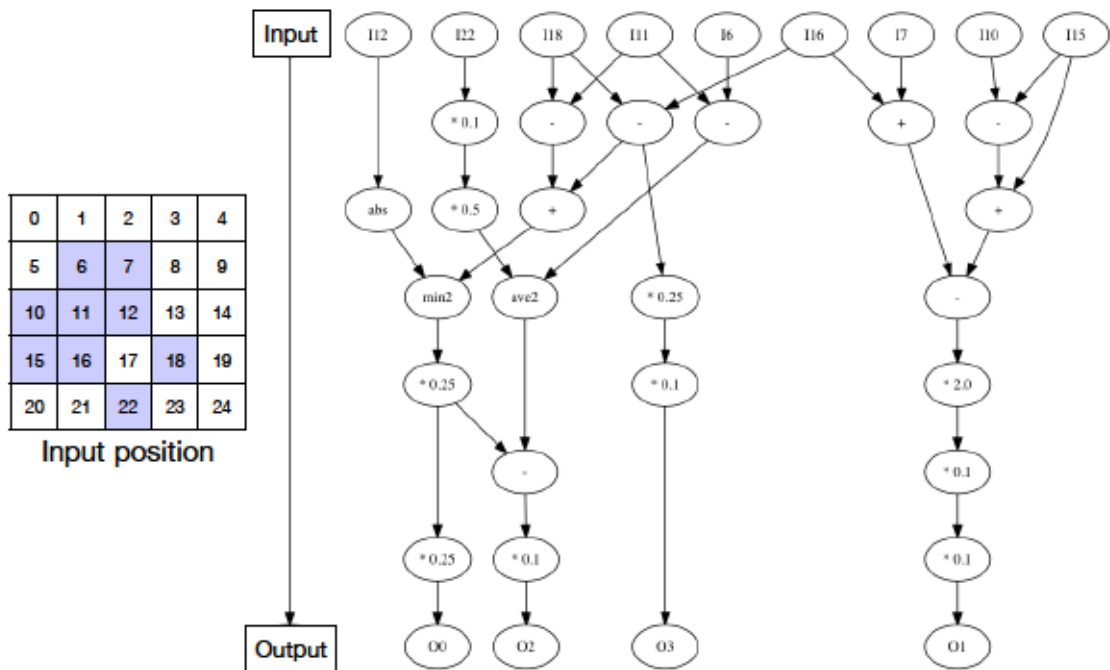 Input I12 I22 I18 I11 I6 I16 I7 I10 I15
* 0.1 - - - + -
abs * 0.5 + +
0 1 2 3 4
5 6 7 8 9
10 11 12 13 14
15 16 17 18 19
20 21 22 23 24
Input position
min2 ave2 * 0.25 -
* 0.25 * 0.1 * 2.0
- * 0.1
* 0.25 * 0.1 * 0.1
Output O0 O2 O3 O1